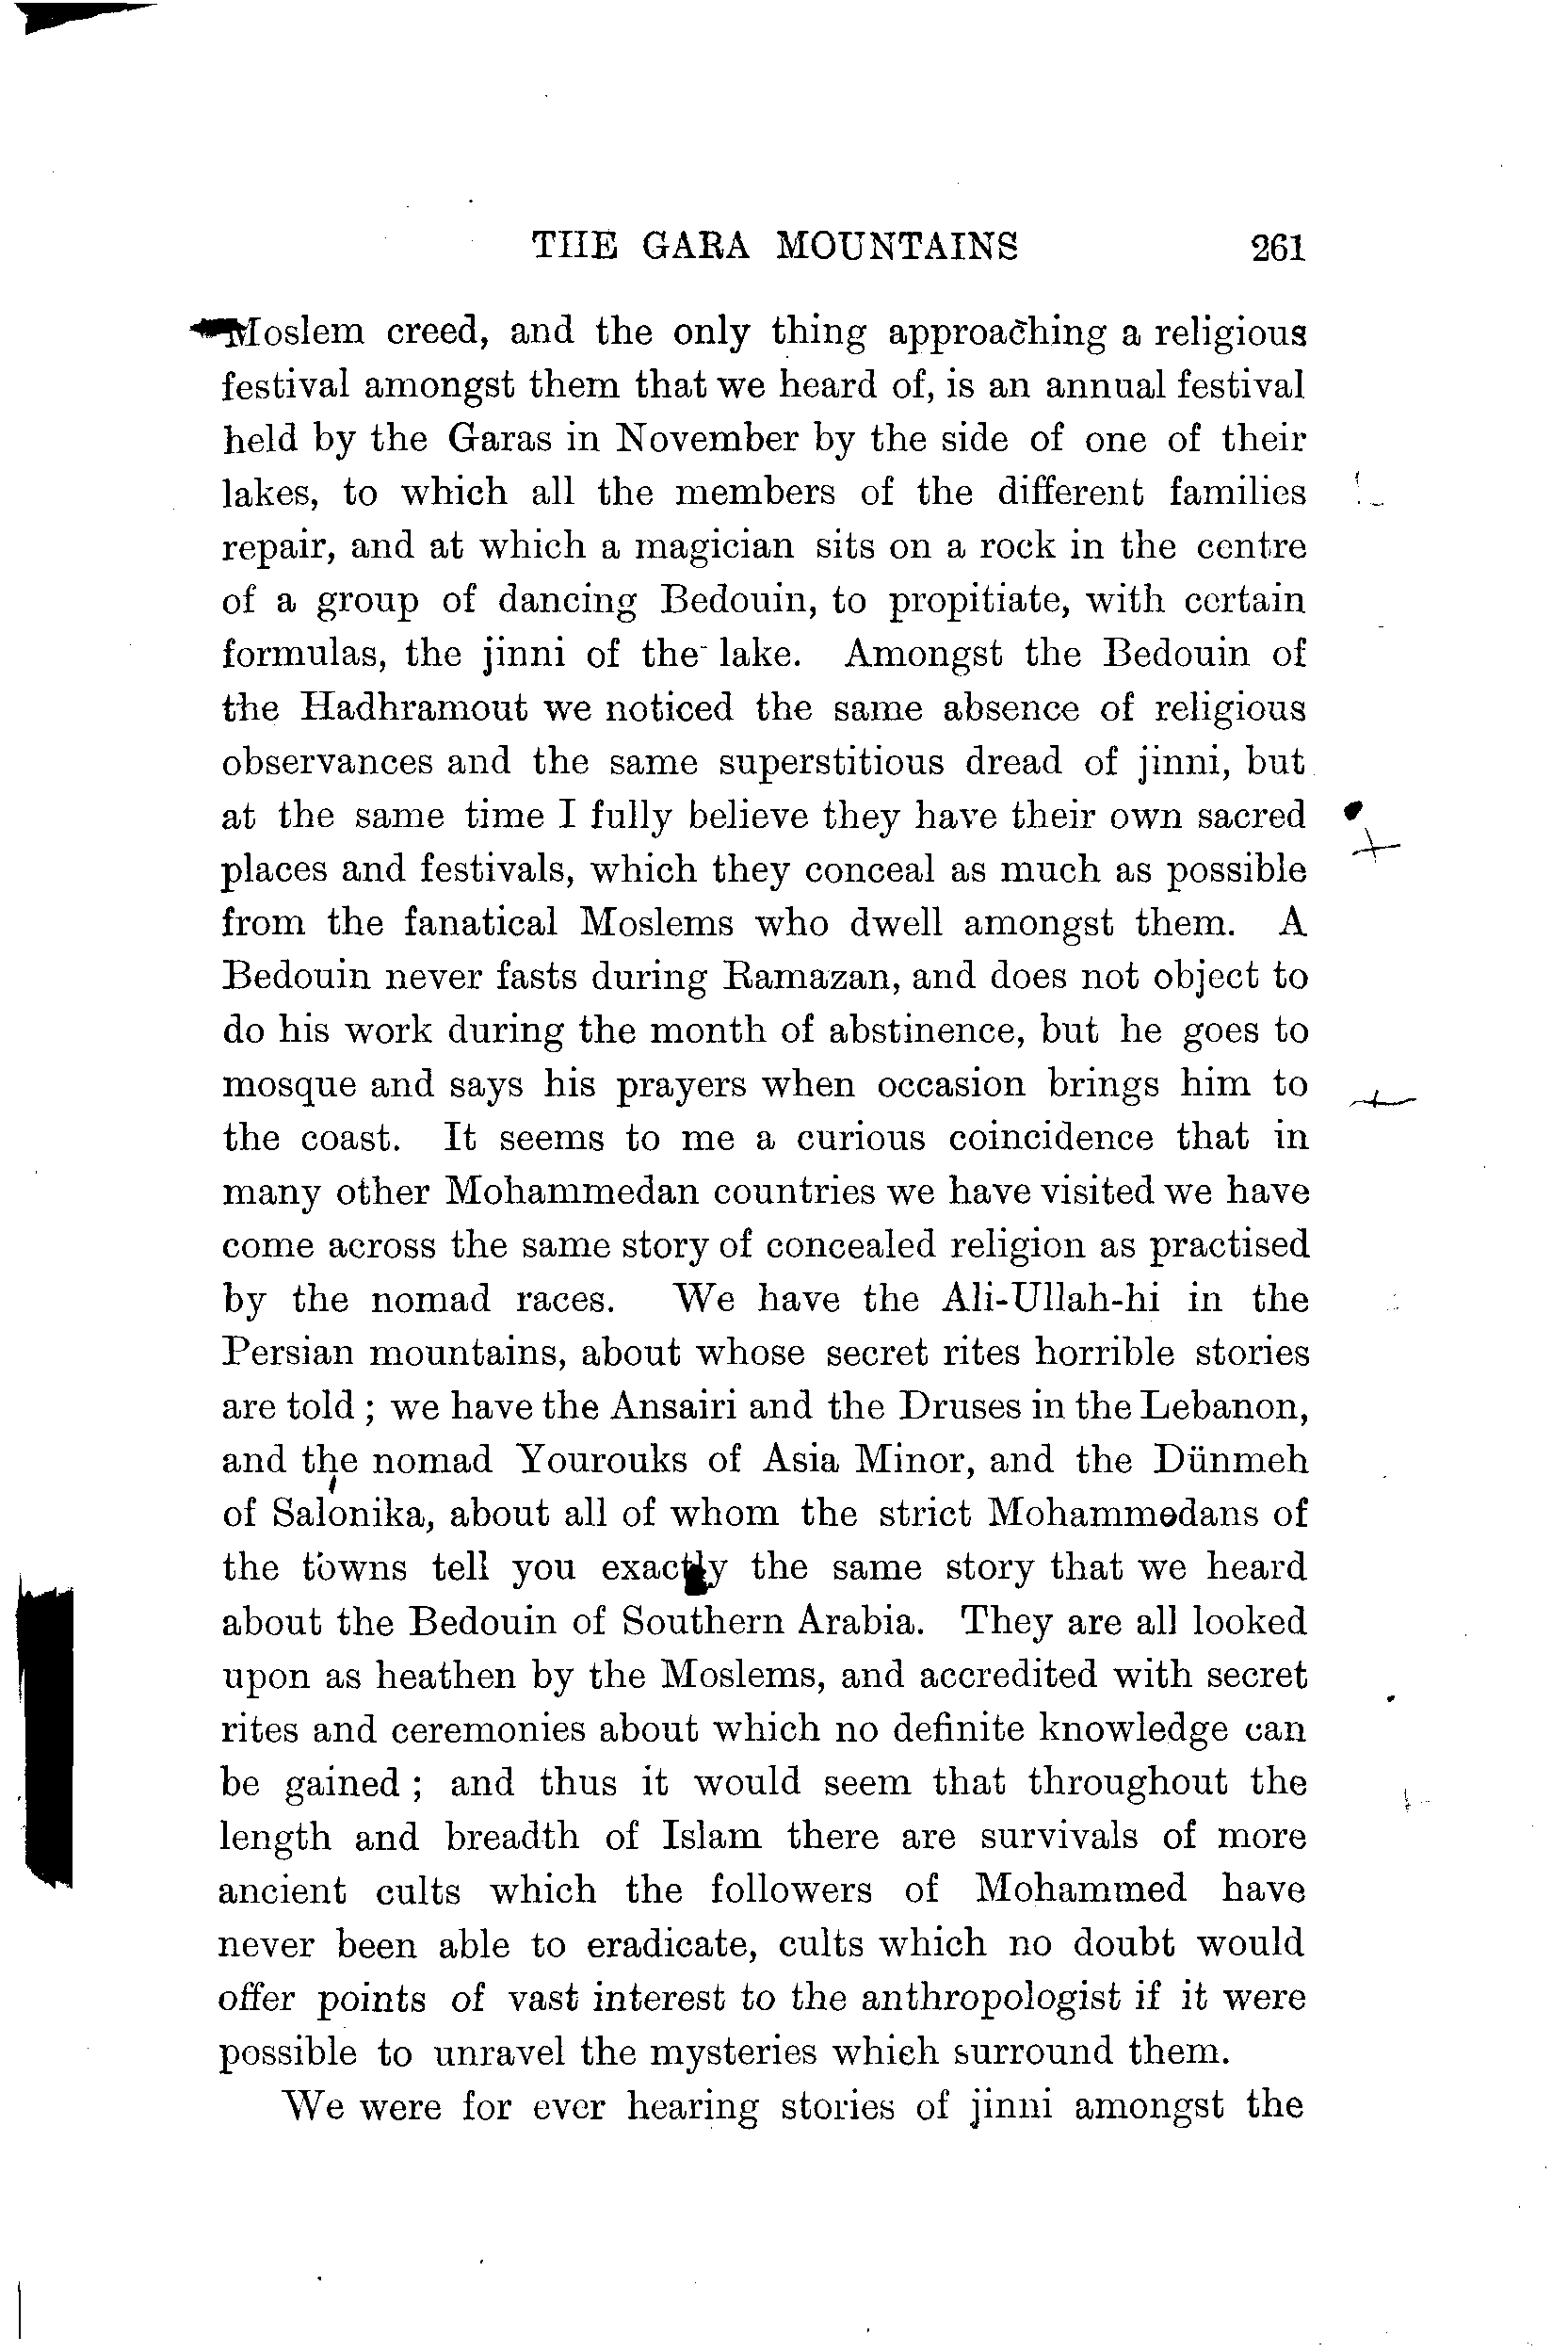 THE GARA MOUNTAINS 261
Moslem creed, and the only thing approaching a religious
festival amongst them that we heard of, is an annual festival
held by the Garas in November by the side of one of their
lakes, to which all the members of the different families
repair, and at which a magician sits on a rock in the centre
of a group of dancing Bedouin, to propitiate, with certain
formulas, the jinni of the lake. Amongst the Bedouin of
the Hadhramout we noticed the same absence of religious
observances and the same superstitious dread of jinni, but
at the same time I fully believe they have their own sacred
places and festivals, which they conceal as much as possible
from the fanatical Moslems who dwell amongst them. A
Bedouin never fasts during Ramazan, and does not object to
do his work during the month of abstinence, but he goes to
mosque and says his prayers when occasion brings him to
the coast. It seems to me a curious coincidence that in
many other Mohammedan countries we have visited we have
come across the same story of concealed religion as practised
by the nomad races. We have the Ali-Ullah-hi in the
Persian mountains, about whose secret rites horrible stories
are told ; we have the Ansairi and the Druses in the Lebanon,
and the nomad Yourouks of Asia Minor, and the Dünmeh
of Salonika, about all of whom the strict Mohammedans of
the towns tell you exactly the same story that we heard
about the Bedouin of Southern Arabia. They are all looked
upon as heathen by the Moslems, and accredited with secret
rites and ceremonies about which no definite knowledge can
be gained ; and thus it would seem that throughout the
length and breadth of Islam there are survivals of more
ancient cults which the followers of Mohammed have
never been able to eradicate, cults which no doubt would
offer points of vast interest to the anthropologist if it were
possible to unravel the mysteries which surround them.
We were for ever hearing stories of jinni amongst the